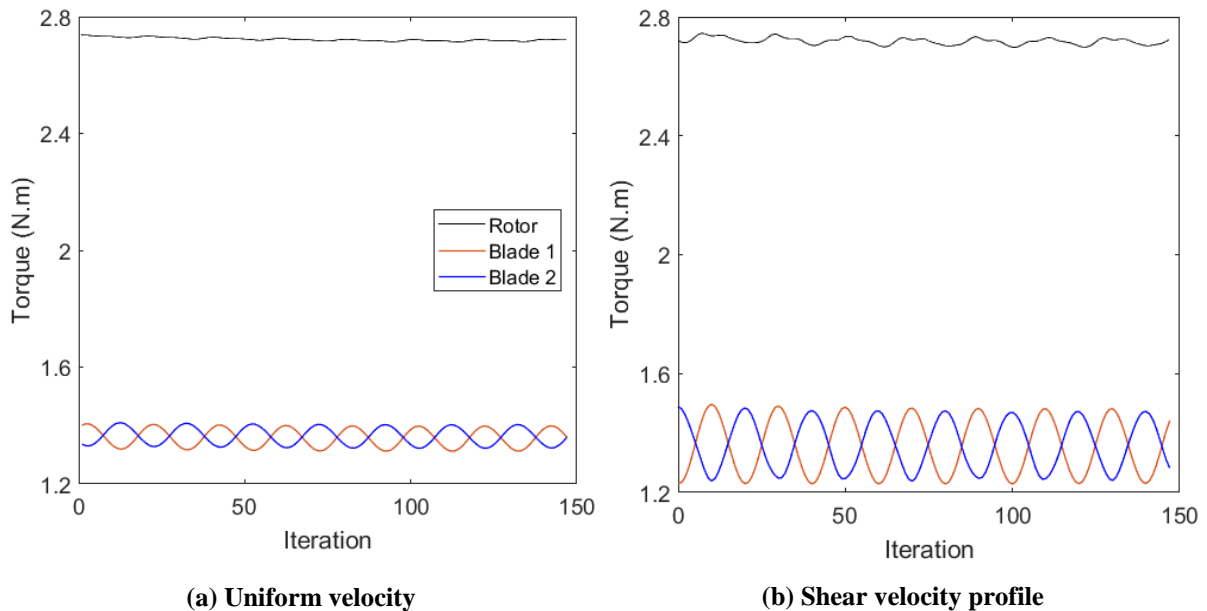 2.8
2.4
2
1.6
1.2
Torque (N.m)
0
50
100
150
Iteration
Rotor
Blade 1
Blade 2
(a) Uniform velocity
2.8
2.4
2
1.6
1.2
Torque (N.m)
0
50
100
150
Iteration
(b) Shear velocity profile